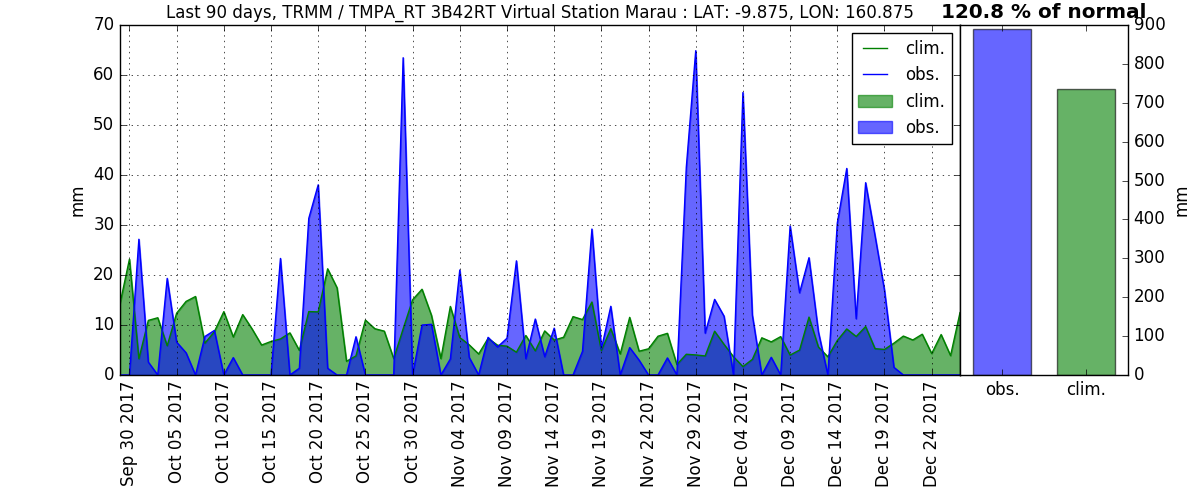 Last 90 days, TRMM / TMPA_RT 3B42RT Virtual Station Marau : LAT: -9.875, LON: 160.875
120.8 % of normal
70
60
50
40
30
20
10
0
mm
clim.
obs.
clim.
obs.
900
800
700
600
500
400
300
200
100
0
mm
Sep 30 2017
Oct 05 2017
Oct 10 2017
Oct 15 2017
Oct 20 2017
Oct 25 2017
Oct 30 2017
Nov 04 2017
Nov 09 2017
Nov 14 2017
Nov 19 2017
Nov 24 2017
Nov 29 2017
Dec 04 2017
Dec 09 2017
Dec 14 2017
Dec 19 2017
Dec 24 2017
obs.
clim.